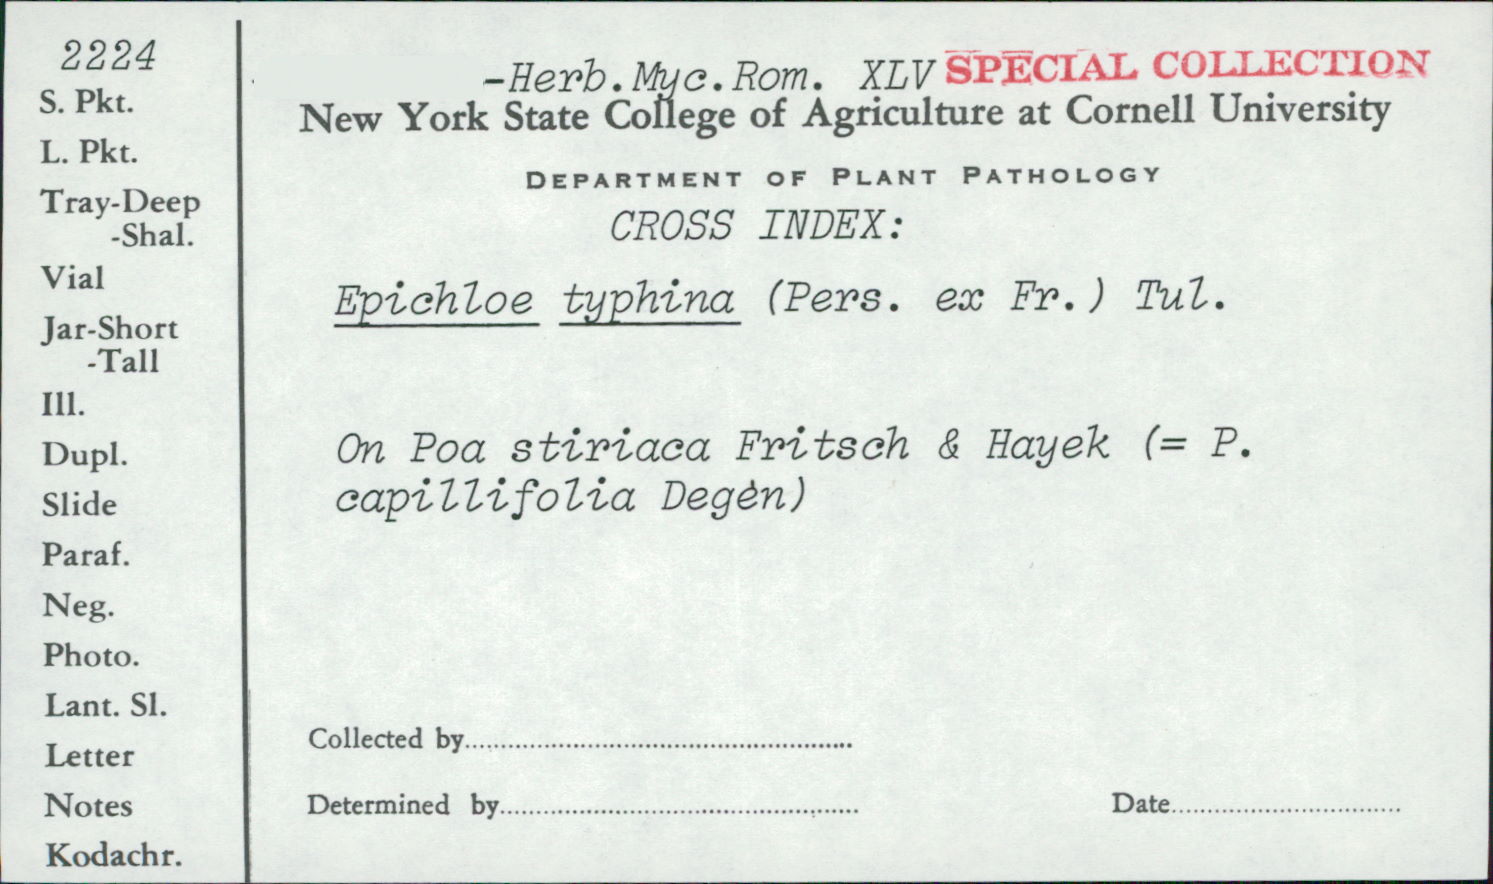 2224
S. Pkt.
L. Pkt.
Tray-Deep
-Shal.
Vial
Jar-Short
-Tall
Ill.
Dupl.
Slide
Paraf.
Neg.
Photo.
Lant. Sl.
Letter
Notes
Kodachr.
-Herb.Myc.Rom. XLV SPECIAL COLLECTION
New York State College of Agriculture at Cornell University
DEPARTMENT OF PLANT PATHOLOGY
CROSS INDEX:
Epichloe typhina (Pers. ex Fr.) Tul.
On Poa stiriaca Fritsch & Hayek (= P.
capillifolia Degèn)
Collected by
Determined by
Date